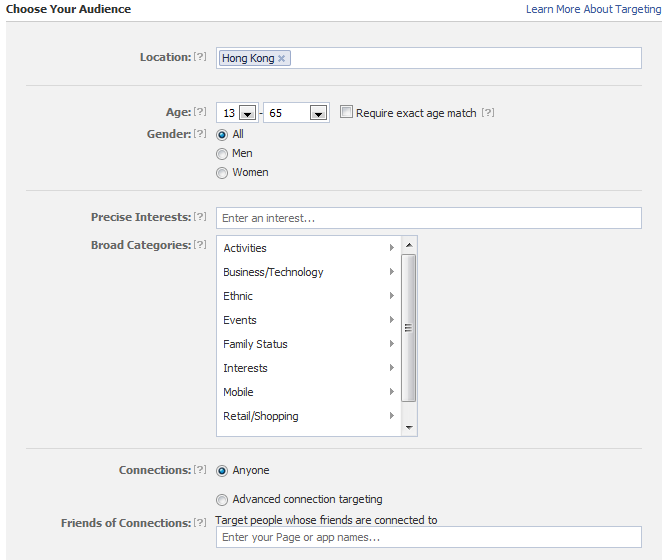 Choose Your Audience Learn More About Targeting
Location: [?] Hong Kong ×
Age: [?] 13 - 65 Require exact age match [?]
Gender: [?] All
Men
Women
Precise Interests: [?] Enter an interest...
Broad Categories: [?] Activities
Business/Technology
Ethnic
Events
Family Status
Interests
Mobile
Retail/Shopping
Connections: [?] Anyone
Advanced connection targeting
Friends of Connections: [?] Target people whose friends are connected to
Enter your Page or app names...